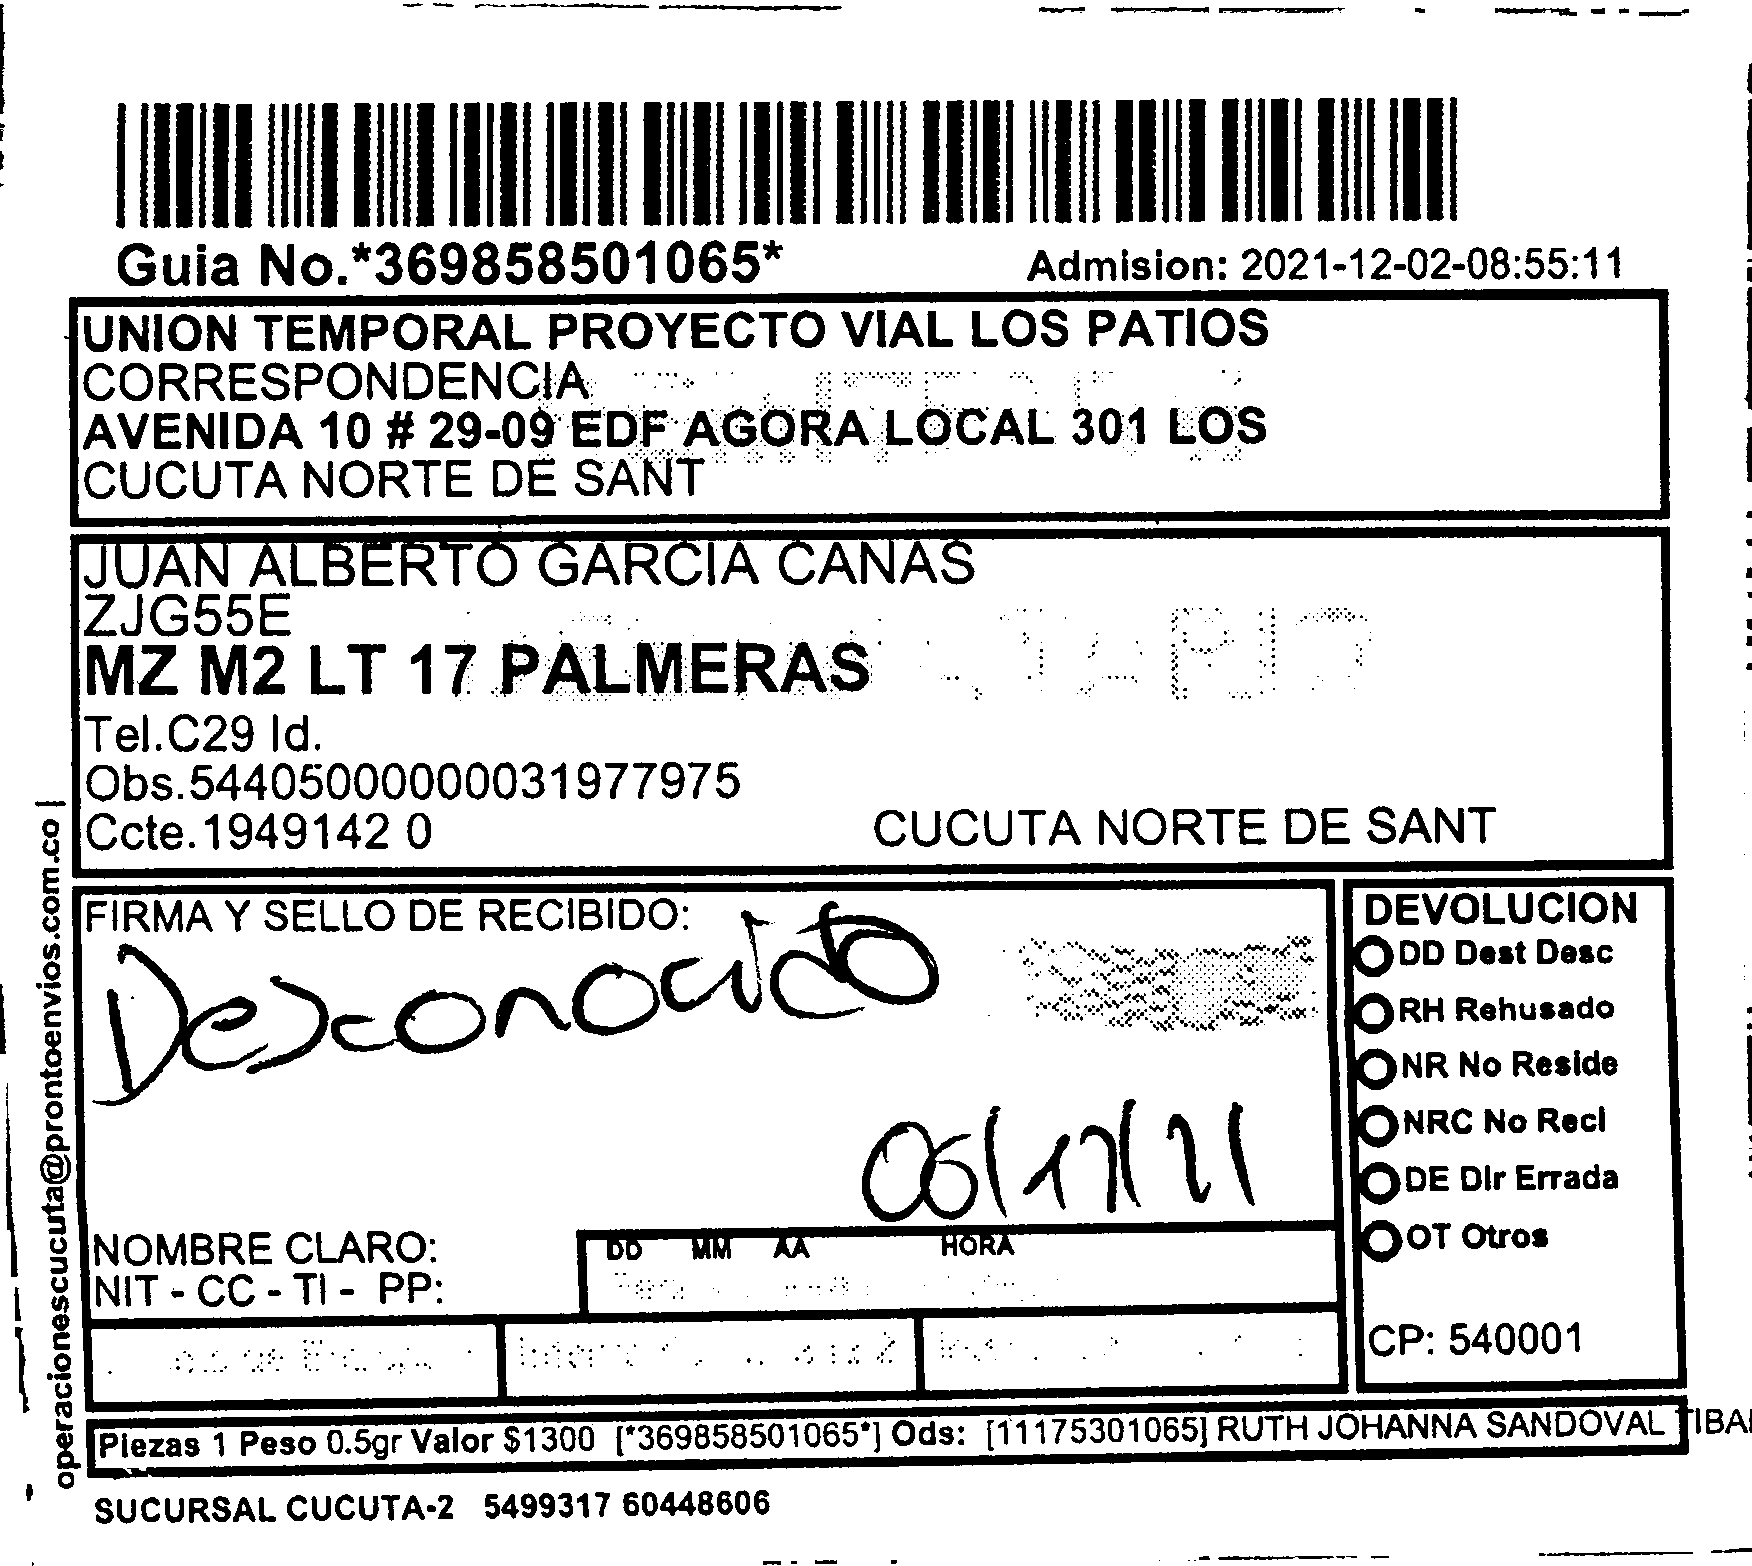 Guia No.*369858501065*
Admision: 2021-12-02-08:55:11
UNION TEMPORAL PROYECTO VIAL LOS PATIOS
CORRESPONDENCIA
AVENIDA 10 # 29-09 EDF AGORA LOCAL 301 LOS
CUCUTA NORTE DE SANT
JUAN ALBERTO GARCIA CANAS
ZJG55E
MZ M2 LT 17 PALMERAS
Tel.C29 Id.
Obs.544050000000031977975
Ccte.1949142 0
CUCUTA NORTE DE SANT
FIRMA Y SELLO DE RECIBIDO:
Desconocido
06/12/21
NOMBRE CLARO:
NIT - CC - TI - PP:
DD MM AA HORA
DEVOLUCION
DD Dest Desc
RH Rehusado
NR No Reside
NRC No Recl
DE Dir Errada
OT Otros
CP: 540001
Piezas 1 Peso 0.5gr Valor $1300 [*369858501065*] Ods: [11175301065] RUTH JOHANNA SANDOVAL TIBA
SUCURSAL CUCUTA-2 5499317 60448606
operacionescucuta@prontoenvios.com.co |